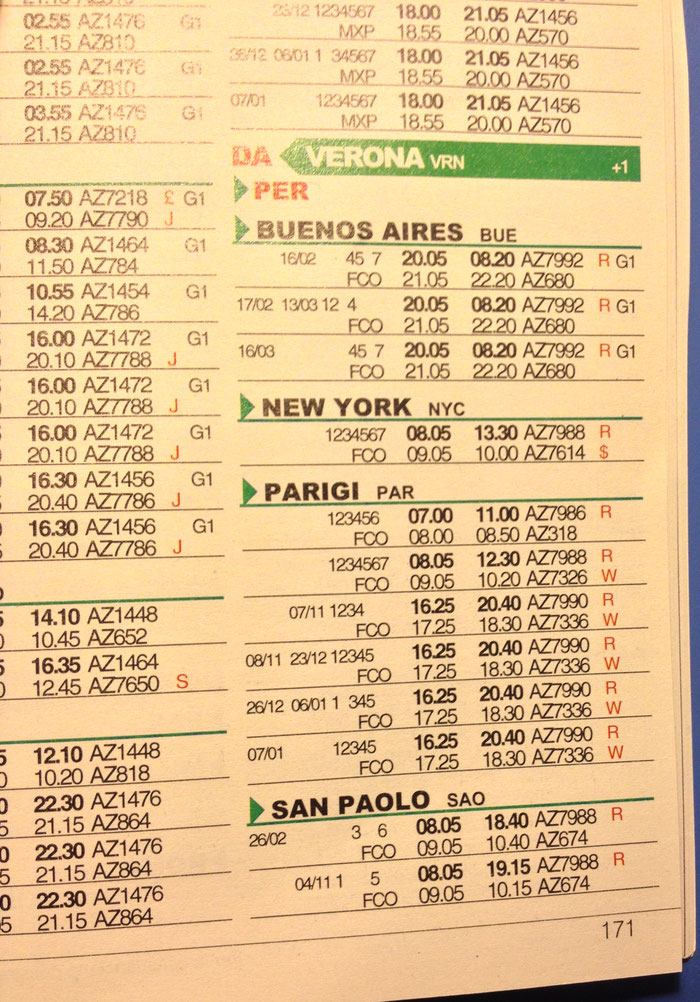 02.55 AZ1476 G1
21.15 AZ810
02.55 AZ1476 G1
21.15 AZ810
03.55 AZ1476 G1
21.15 AZ810
07.50 AZ7218 £ G1
09.20 AZ7790 J
08.30 AZ1464 G1
11.50 AZ784
10.55 AZ1454 G1
14.20 AZ786
16.00 AZ1472 G1
20.10 AZ7788 J
16.00 AZ1472 G1
20.10 AZ7788 J
16.00 AZ1472 G1
20.10 AZ7788 J
16.30 AZ1456 G1
20.40 AZ7786 J
16.30 AZ1456 G1
20.40 AZ7786 J
14.10 AZ1448
10.45 AZ652
16.35 AZ1464
12.45 AZ7650 S
12.10 AZ1448
10.20 AZ818
22.30 AZ1476
21.15 AZ864
22.30 AZ1476
21.15 AZ864
22.30 AZ1476
21.15 AZ864
1234567 18.00 21.05 AZ1456
MXP 18.55 20.00 AZ570
26/12 06/01 1 34567 18.00 21.05 AZ1456
MXP 18.55 20.00 AZ570
07/01 1234567 18.00 21.05 AZ1456
MXP 18.55 20.00 AZ570
DA VERONA VRN +1
PER
BUENOS AIRES BUE
16/02 45 7 20.05 08.20 AZ7992 R G1
FCO 21.05 22.20 AZ680
17/02 13/03 12 4 20.05 08.20 AZ7992 R G1
FCO 21.05 22.20 AZ680
16/03 45 7 20.05 08.20 AZ7992 R G1
FCO 21.05 22.20 AZ680
NEW YORK NYC
1234567 08.05 13.30 AZ7988 R
FCO 09.05 10.00 AZ7614 $
PARIGI PAR
123456 07.00 11.00 AZ7986 R
FCO 08.00 08.50 AZ318
1234567 08.05 12.30 AZ7988 R
FCO 09.05 10.20 AZ7326 W
07/11 1234 16.25 20.40 AZ7990 R
FCO 17.25 18.30 AZ7336 W
08/11 23/12 12345 16.25 20.40 AZ7990 R
FCO 17.25 18.30 AZ7336 W
26/12 06/01 1 345 16.25 20.40 AZ7990 R
FCO 17.25 18.30 AZ7336 W
07/01 12345 16.25 20.40 AZ7990 R
FCO 17.25 18.30 AZ7336 W
SAN PAOLO SAO
26/02 3 6 08.05 18.40 AZ7988 R
FCO 09.05 10.40 AZ674
04/11 1 5 08.05 19.15 AZ7988 R
FCO 09.05 10.15 AZ674
171